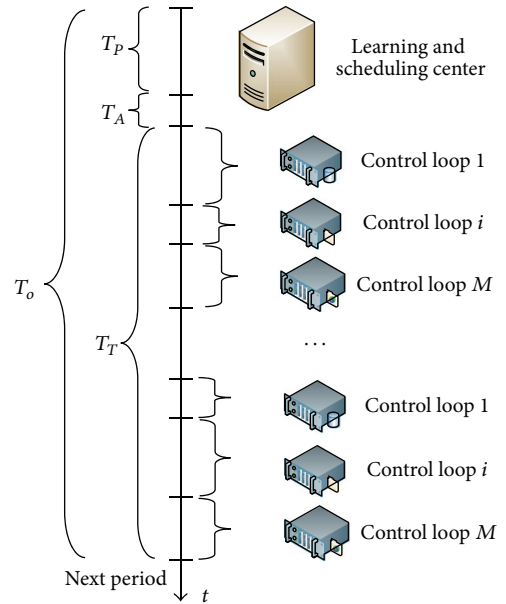 T_P
Learning and
scheduling center
T_A
Control loop 1
Control loop i
Control loop M
T_o
T_T
...
Control loop 1
Control loop i
Control loop M
Next period
t